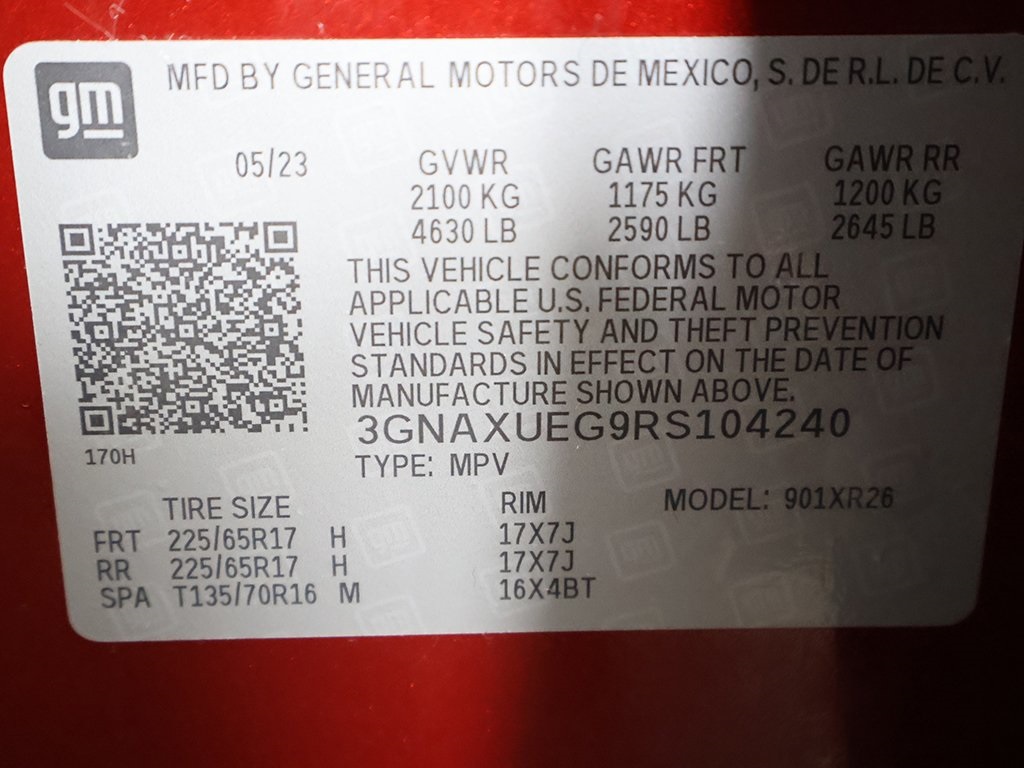 gm
MFD BY GENERAL MOTORS DE MEXICO, S. DE R.L. DE C.V.
05/23 GVWR GAWR FRT GAWR RR
2100 KG 1175 KG 1200 KG
4630 LB 2590 LB 2645 LB
THIS VEHICLE CONFORMS TO ALL
APPLICABLE U.S. FEDERAL MOTOR
VEHICLE SAFETY AND THEFT PREVENTION
STANDARDS IN EFFECT ON THE DATE OF
MANUFACTURE SHOWN ABOVE.
3GNAXUEG9RS104240
170H
TYPE: MPV
TIRE SIZE RIM MODEL: 901XR26
FRT 225/65R17 H 17X7J
RR 225/65R17 H 17X7J
SPA T135/70R16 M 16X4BT